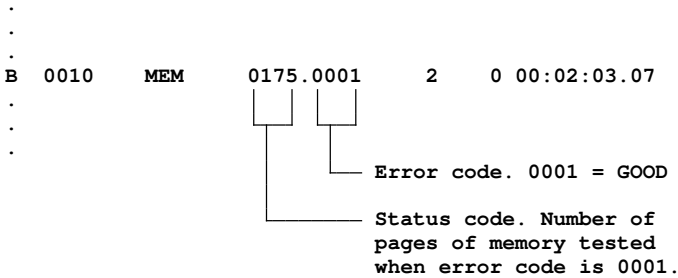 .
.
.
B 0010 MEM 0175.0001 2 0 00:02:03.07
.
.
.
Error code. 0001 = GOOD
Status code. Number of
pages of memory tested
when error code is 0001.